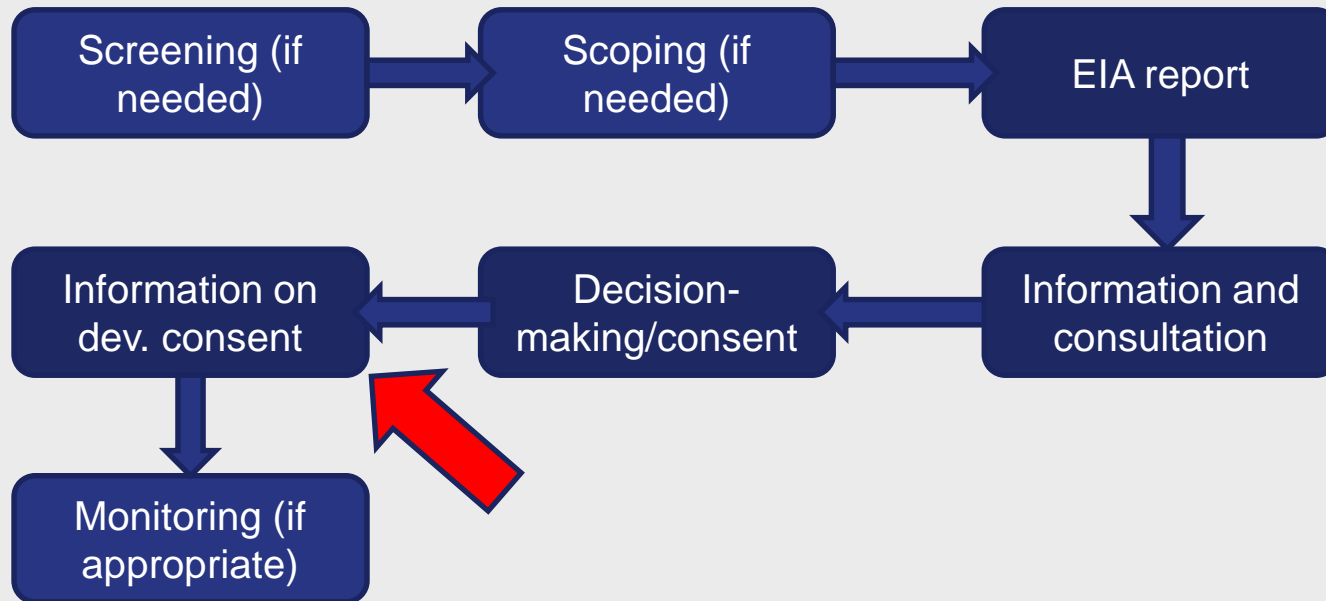 Screening (if
needed)
Scoping (if
needed)
EIA report
Information and
consultation
Decision-
making/consent
Information on
dev. consent
Monitoring (if
appropriate)